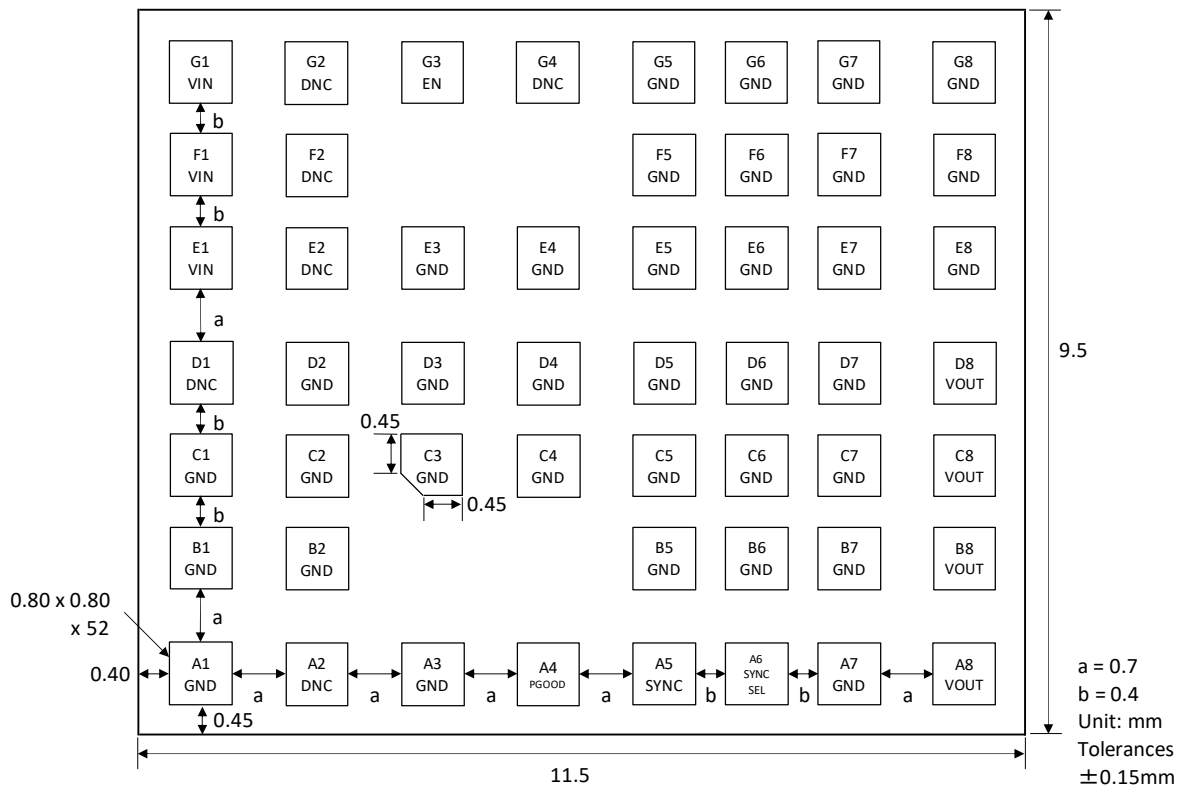 G1 G2 G3 G4 G5 G6 G7 G8
VIN DNC EN DNC GND GND GND GND
b
F1 F2 F5 F6 F7 F8
VIN DNC GND GND GND GND
b
E1 E2 E3 E4 E5 E6 E7 E8
VIN DNC GND GND GND GND GND GND
a
9.5
D1 D2 D3 D4 D5 D6 D7 D8
DNC GND GND GND GND GND GND VOUT
b
0.45
C1 C2 C3 C4 C5 C6 C7 C8
GND GND GND GND GND GND GND VOUT
0.45
b
B1 B2 B5 B6 B7 B8
GND GND GND GND GND VOUT
0.80 x 0.80
x 52
a
A1 A2 A3 A4 A5 A6 A7 A8
GND DNC GND PGOOD SYNC SYNC SEL GND VOUT
0.40
a a a a b b a
0.45
11.5
a = 0.7
b = 0.4
Unit: mm
Tolerances
±0.15mm